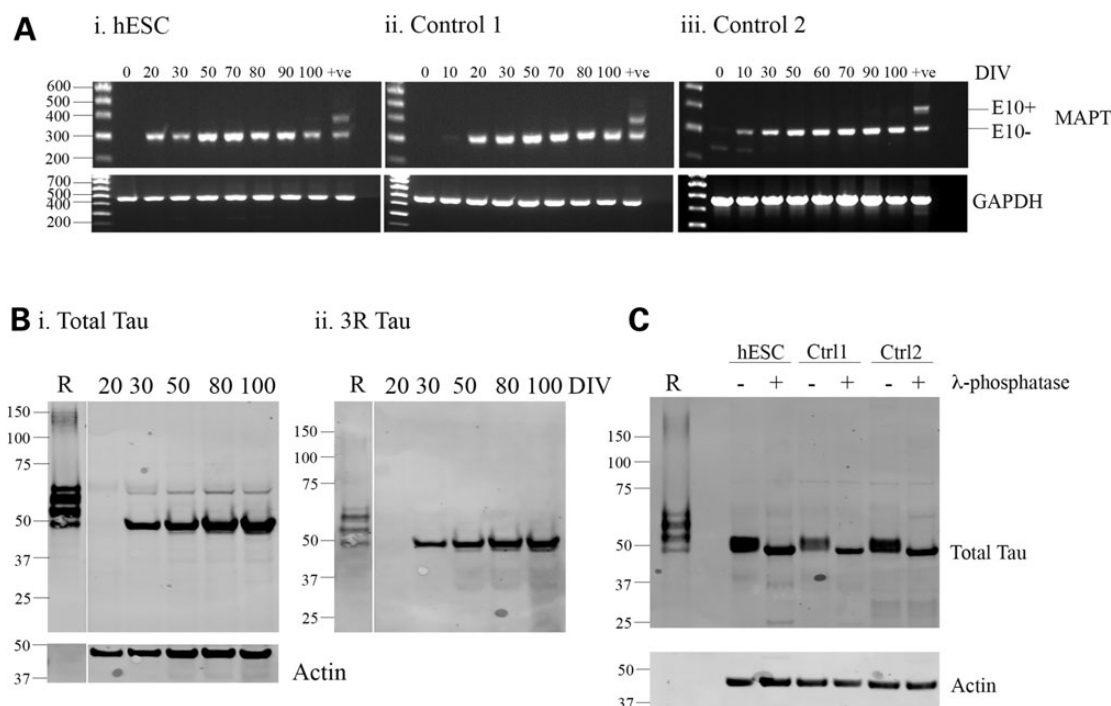 A
i. hESC
ii. Control 1
iii. Control 2
0 20 30 50 70 80 90 100 +ve
0 10 20 30 50 70 80 100 +ve
0 10 30 50 60 70 90 100 +ve
DIV
600
500
400
300
200
E10+
E10-
MAPT
700
500
400
200
GAPDH
B
i. Total Tau
ii. 3R Tau
R 20 30 50 80 100
R 20 30 50 80 100 DIV
150
100
75
50
37
25
150
100
75
50
37
25
50
37
Actin
C
hESC Ctrl1 Ctrl2
R - + - + - + λ-phosphatase
150
100
75
50
37
25
Total Tau
50
37
Actin